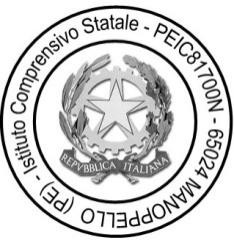 Istituto Comprensivo Statale - PEIC81700N - 65024 MANOPPELLO (PE) -
REPVBBLICA ITALIANA